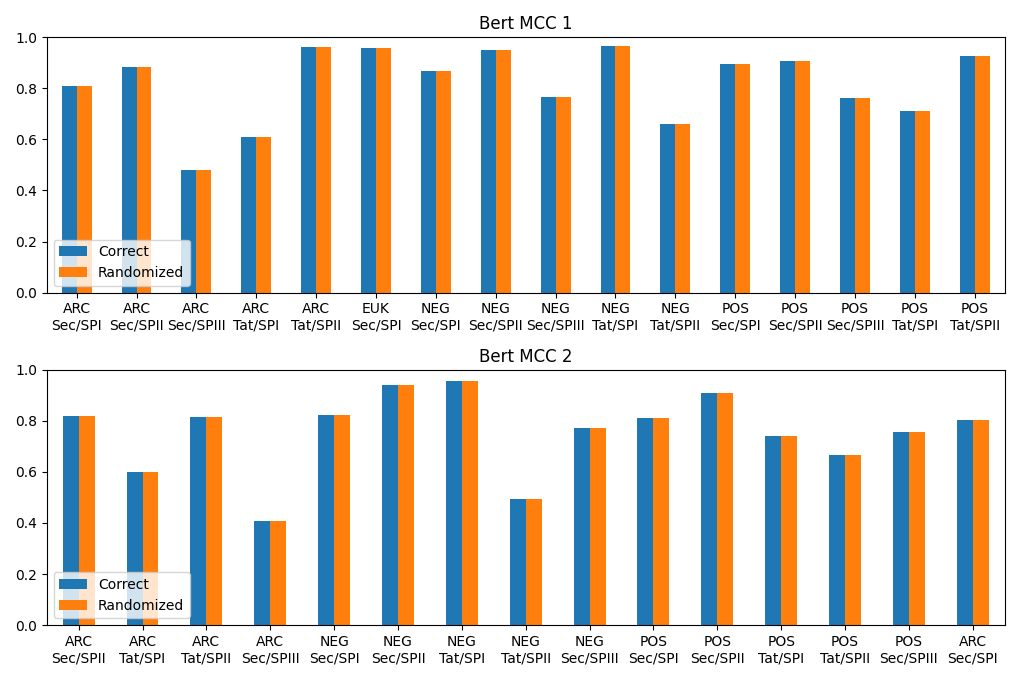 Bert MCC 1
1.0
0.8
0.6
0.4
0.2
0.0
Correct
Randomized
ARC ARC ARC ARC ARC EUK NEG NEG NEG NEG NEG POS POS POS POS POS
Sec/SPI Sec/SPII Sec/SPIII Tat/SPI Tat/SPII Sec/SPI Sec/SPI Sec/SPII Sec/SPIII Tat/SPI Tat/SPII Sec/SPI Sec/SPII Sec/SPIII Tat/SPI Tat/SPII
Bert MCC 2
1.0
0.8
0.6
0.4
0.2
0.0
Correct
Randomized
ARC ARC ARC ARC NEG NEG NEG NEG NEG POS POS POS POS POS ARC
Sec/SPII Tat/SPI Tat/SPII Sec/SPIII Sec/SPI Sec/SPII Tat/SPI Tat/SPII Sec/SPIII Sec/SPI Sec/SPII Tat/SPI Tat/SPII Sec/SPIII Sec/SPI